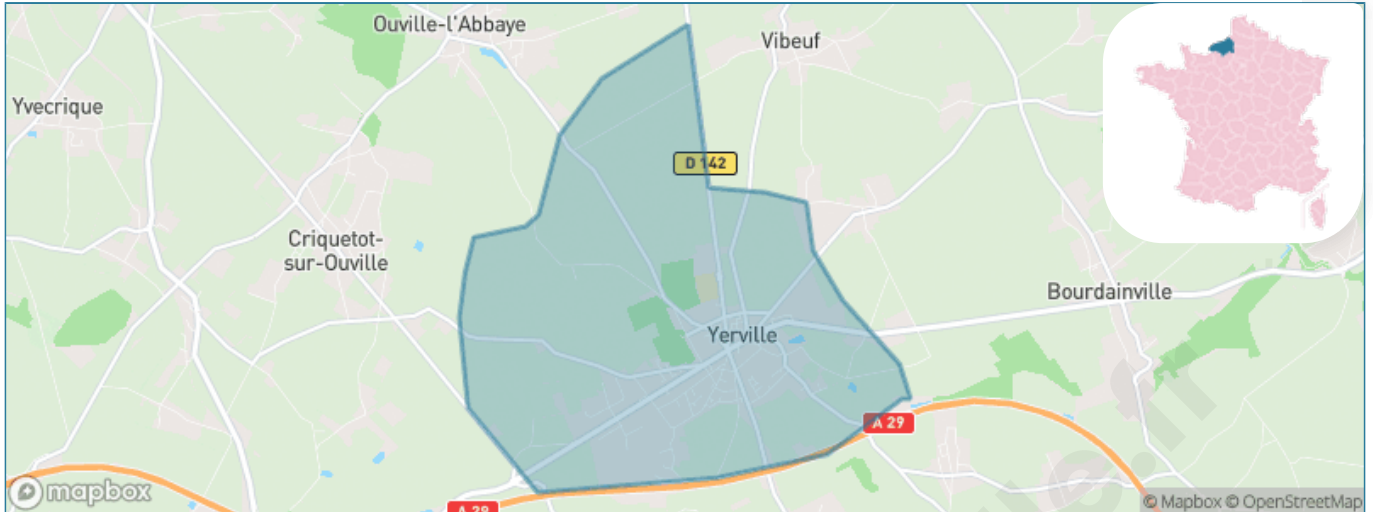 Ouville-l'Abbaye
Vibeuf
Yvecrique
D 142
Criquetot-
sur-Ouville
Bourdainville
Yerville
A 29
mapbox
© Mapbox © OpenStreetMap
A 29